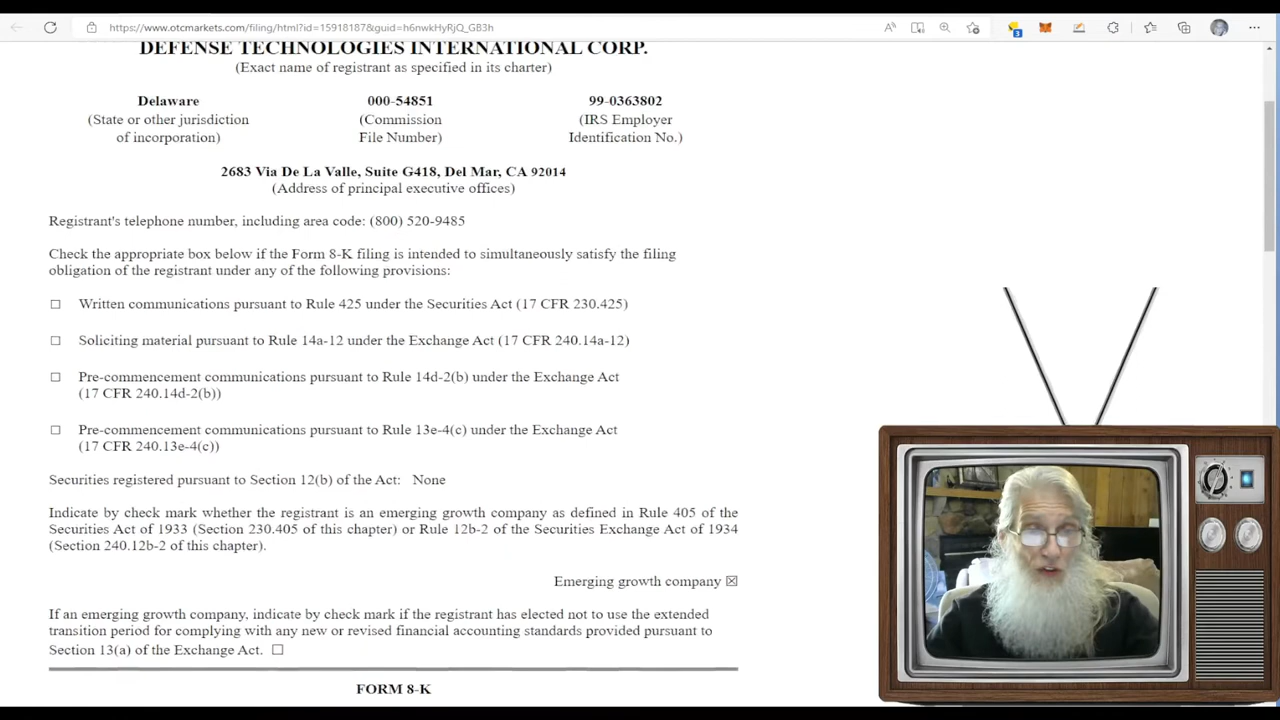 https://www.otcmarkets.com/filing/html?id=15918187&guid=h6nwkHyRjQ_GB3h
3
DEFENSE TECHNOLOGIES INTERNATIONAL CORP.
(Exact name of registrant as specified in its charter)
Delaware 000-54851 99-0363802
(State or other jurisdiction (Commission (IRS Employer
of incorporation) File Number) Identification No.)
2683 Via De La Valle, Suite G418, Del Mar, CA 92014
(Address of principal executive offices)
Registrant's telephone number, including area code: (800) 520-9485
Check the appropriate box below if the Form 8-K filing is intended to simultaneously satisfy the filing
obligation of the registrant under any of the following provisions:
☐ Written communications pursuant to Rule 425 under the Securities Act (17 CFR 230.425)
☐ Soliciting material pursuant to Rule 14a-12 under the Exchange Act (17 CFR 240.14a-12)
☐ Pre-commencement communications pursuant to Rule 14d-2(b) under the Exchange Act
(17 CFR 240.14d-2(b))
☐ Pre-commencement communications pursuant to Rule 13e-4(c) under the Exchange Act
(17 CFR 240.13e-4(c))
Securities registered pursuant to Section 12(b) of the Act: None
Indicate by check mark whether the registrant is an emerging growth company as defined in Rule 405 of the
Securities Act of 1933 (Section 230.405 of this chapter) or Rule 12b-2 of the Securities Exchange Act of 1934
(Section 240.12b-2 of this chapter).
Emerging growth company ☒
If an emerging growth company, indicate by check mark if the registrant has elected not to use the extended
transition period for complying with any new or revised financial accounting standards provided pursuant to
Section 13(a) of the Exchange Act. ☐
FORM 8-K